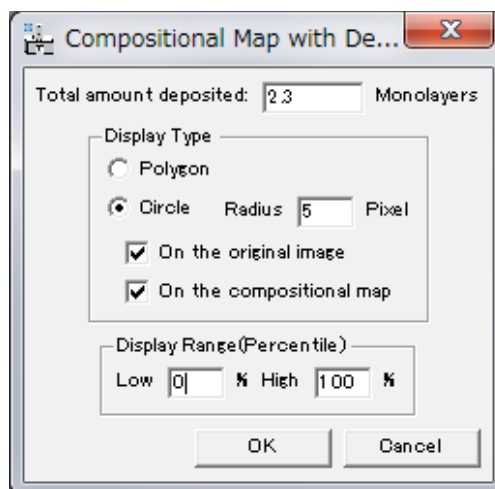 Compositional Map with De...
Total amount deposited: 2.3 Monolayers
Display Type
Polygon
Circle Radius 5 Pixel
On the original image
On the compositional map
Display Range(Percentile)
Low 0 % High 100 %
OK Cancel